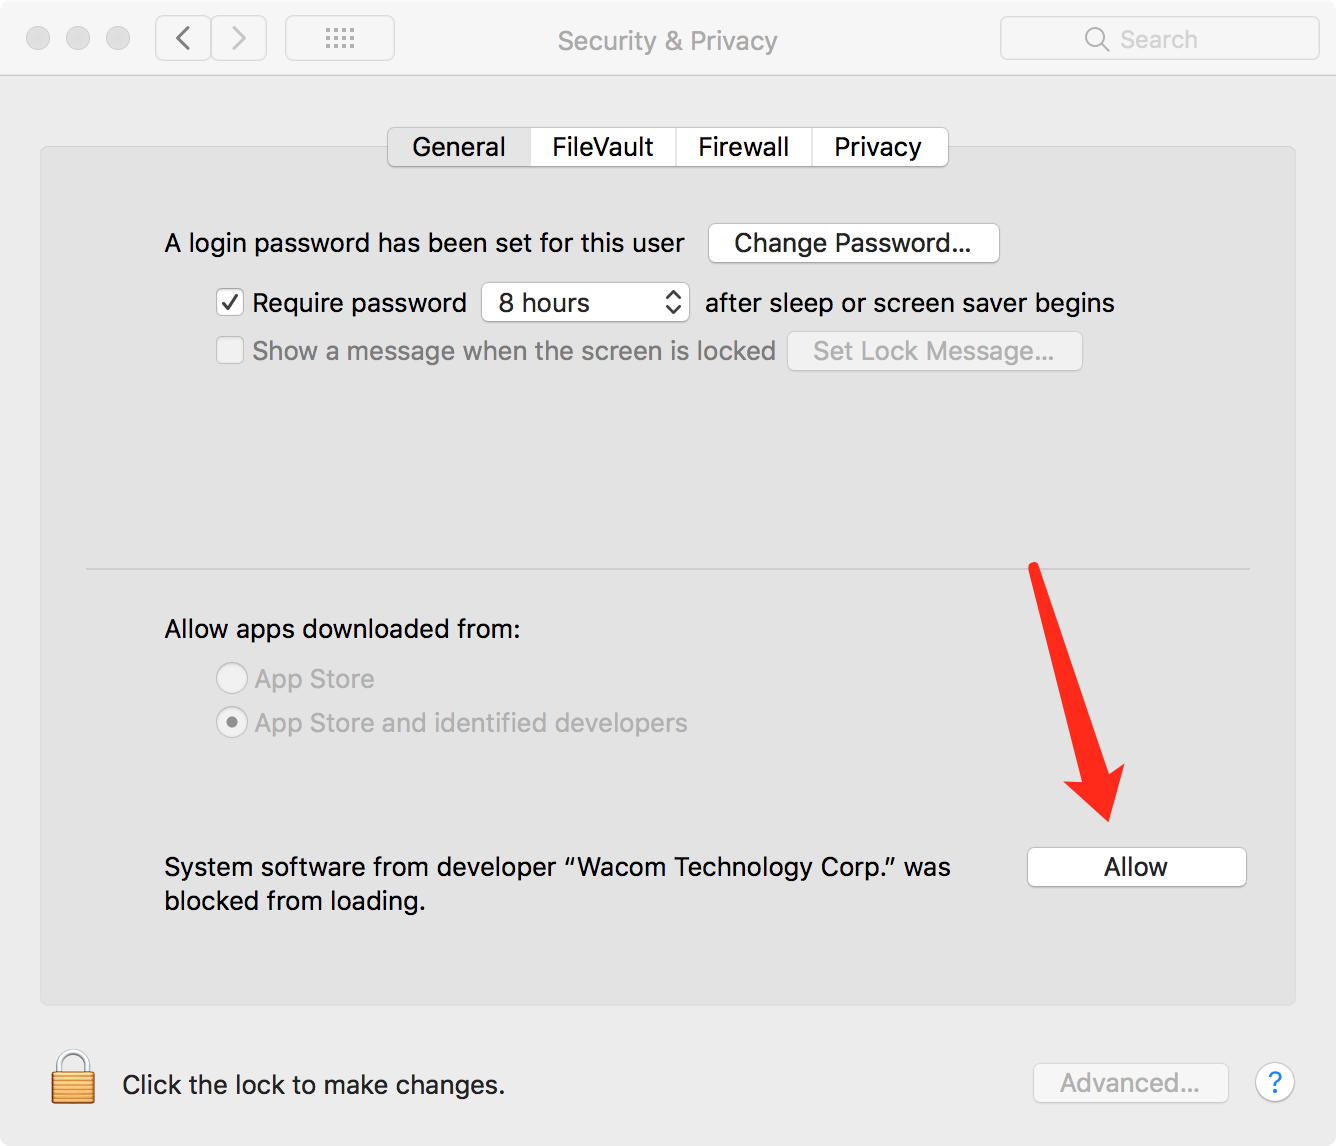 Security & Privacy
Search
General
FileVault
Firewall
Privacy
A login password has been set for this user
Change Password...
Require password
8 hours
after sleep or screen saver begins
Show a message when the screen is locked
Set Lock Message...
Allow apps downloaded from:
App Store
App Store and identified developers
System software from developer “Wacom Technology Corp.” was
blocked from loading.
Allow
Click the lock to make changes.
Advanced...
?